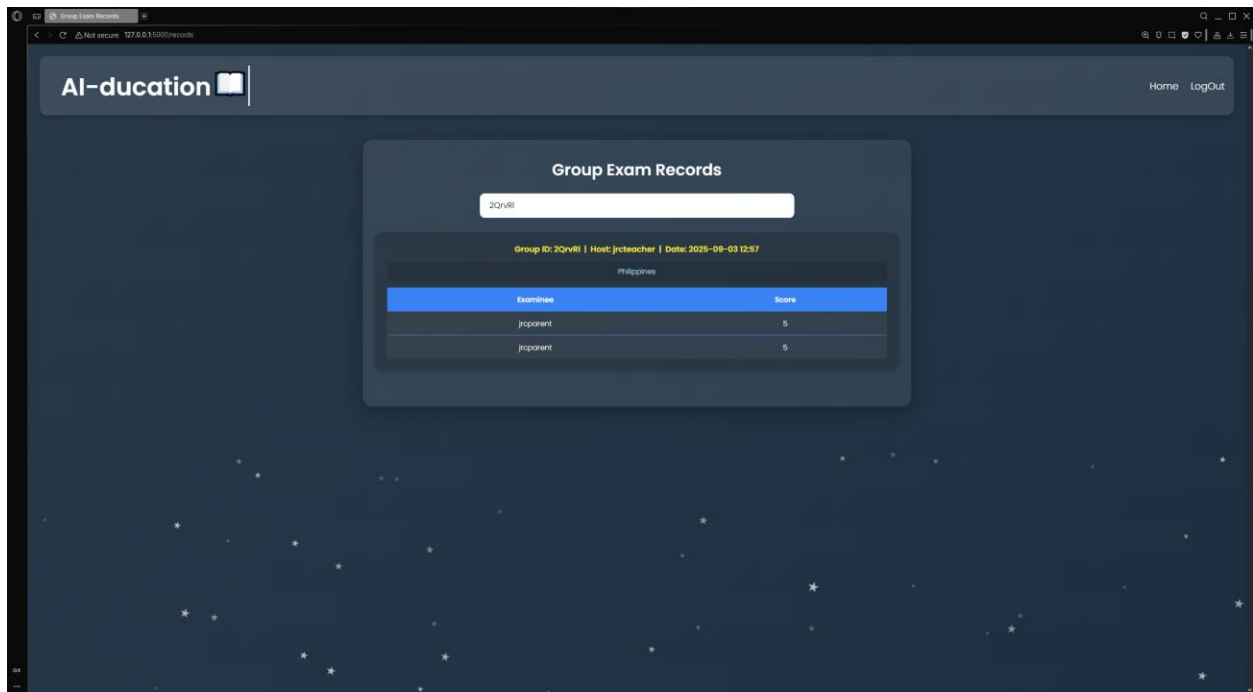 Group Exam Records
Not secure 127.0.0.1:5000/records
AI-ducation
Home LogOut
Group Exam Records
2QrvRI
Group ID: 2QrvRI | Host: jrcteacher | Date: 2025-09-03 12:57
Philippines
Examinee Score
jrcparent 5
jrcparent 5